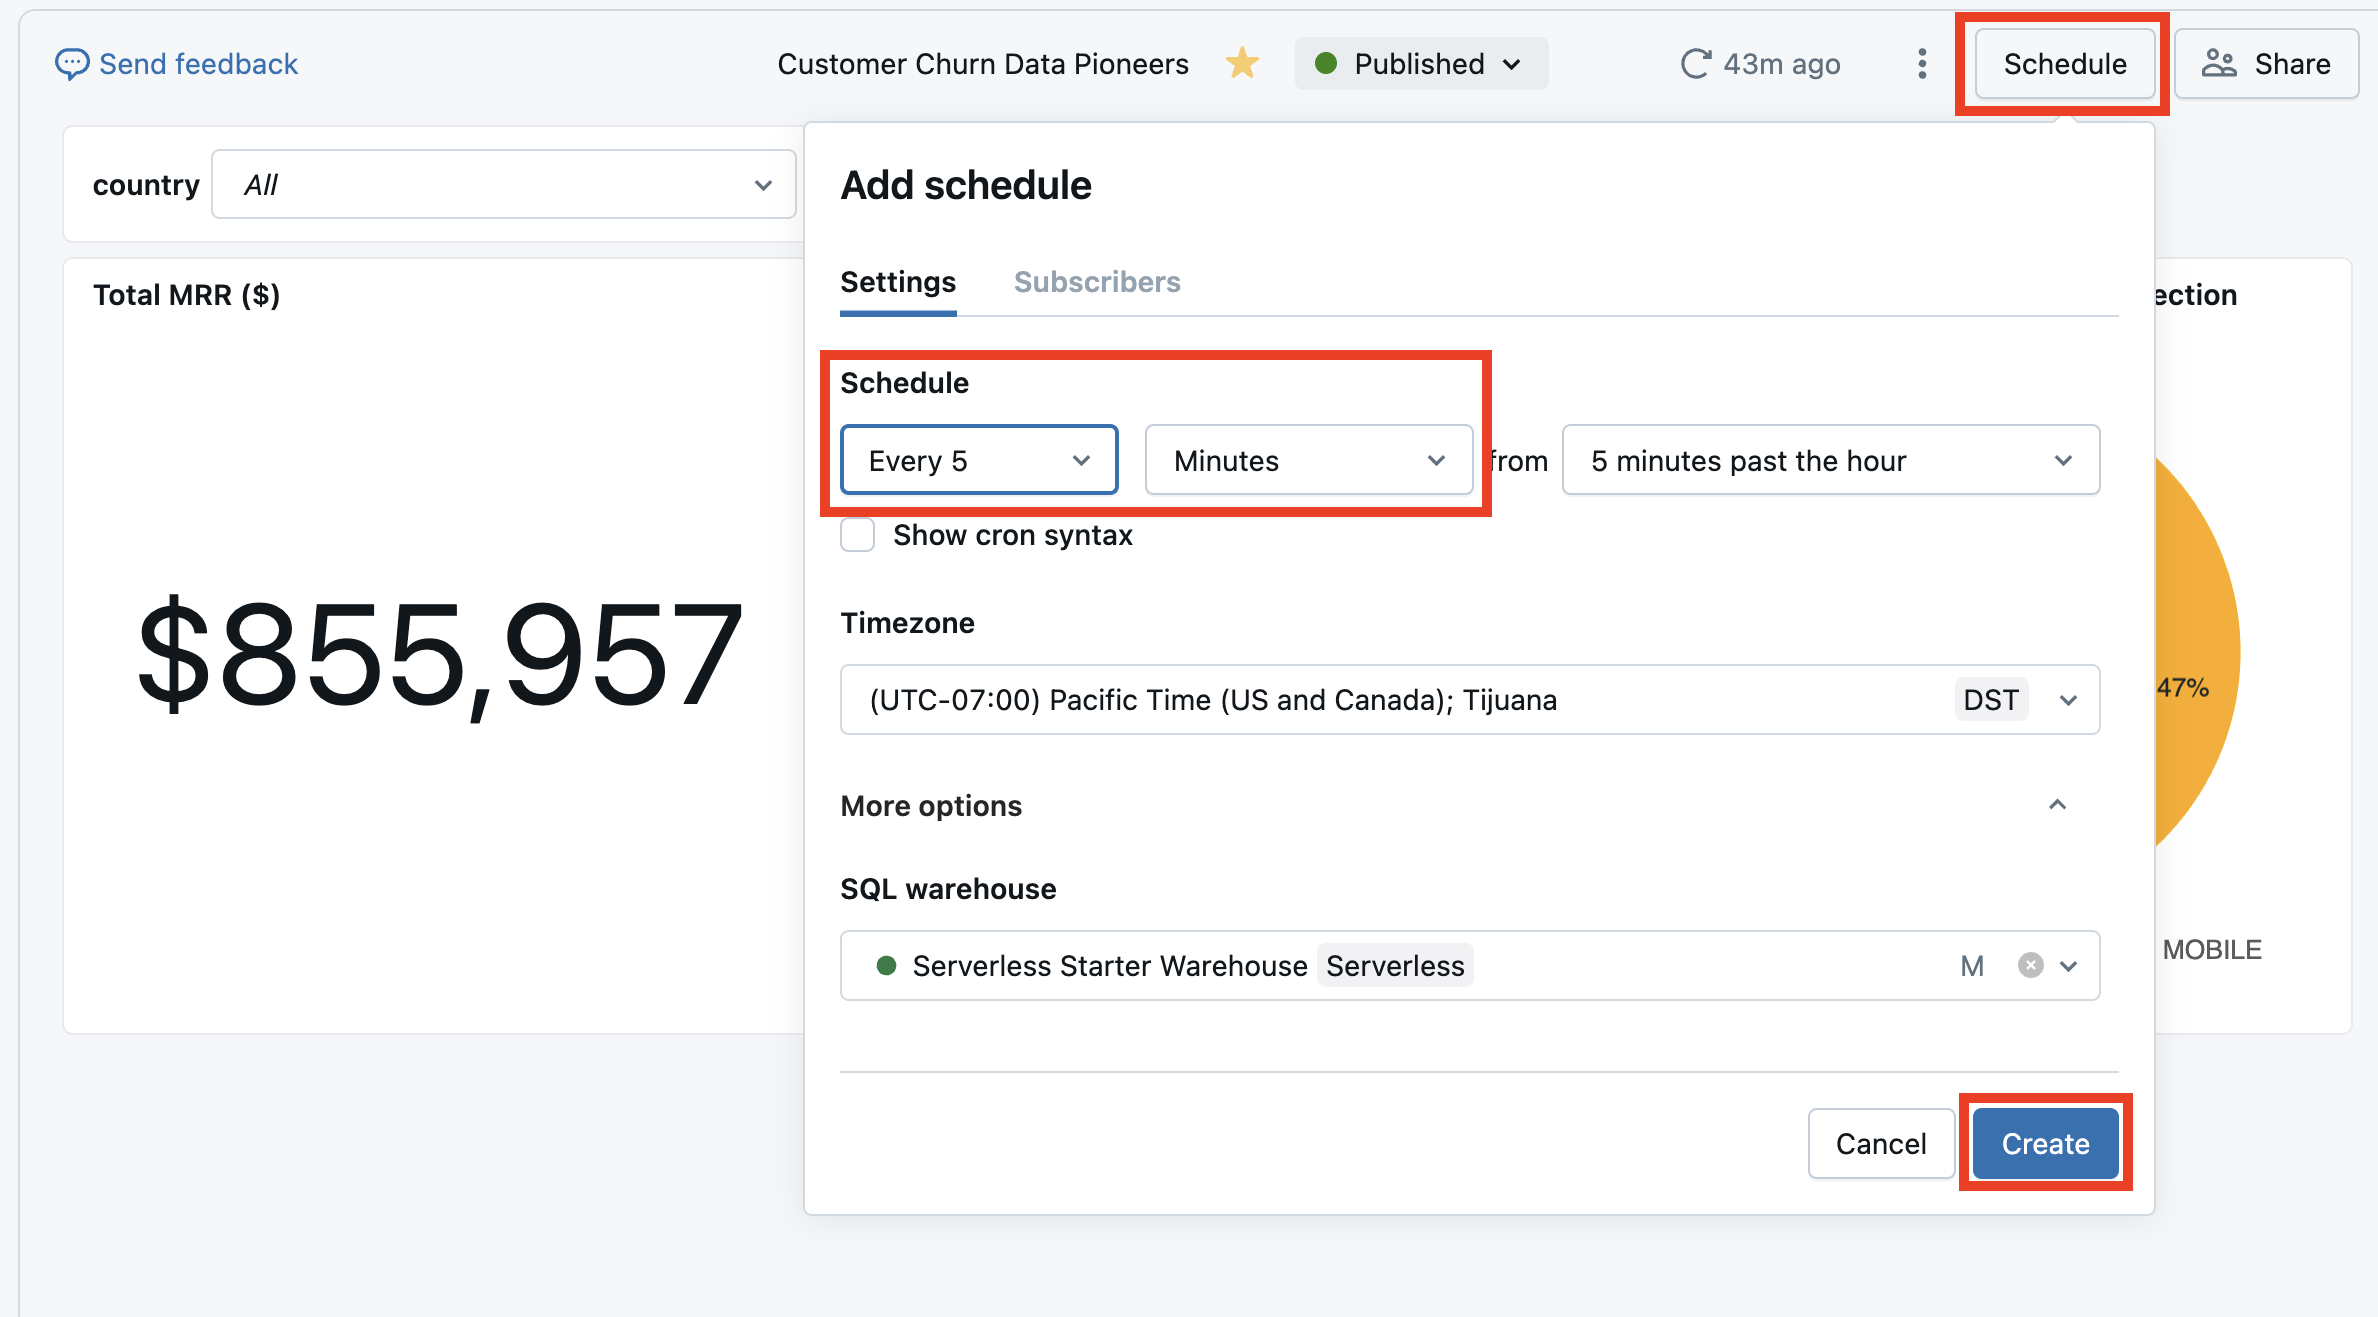 Send feedback
Customer Churn Data Pioneers
Published
43m ago
Schedule
Share
country
All
Add schedule
Settings
Subscribers
Total MRR ($)
ection
Schedule
Every 5
Minutes
from
5 minutes past the hour
Show cron syntax
$855,957
Timezone
(UTC-07:00) Pacific Time (US and Canada); Tijuana
DST
47%
More options
SQL warehouse
Serverless Starter Warehouse
Serverless
M
MOBILE
Cancel
Create